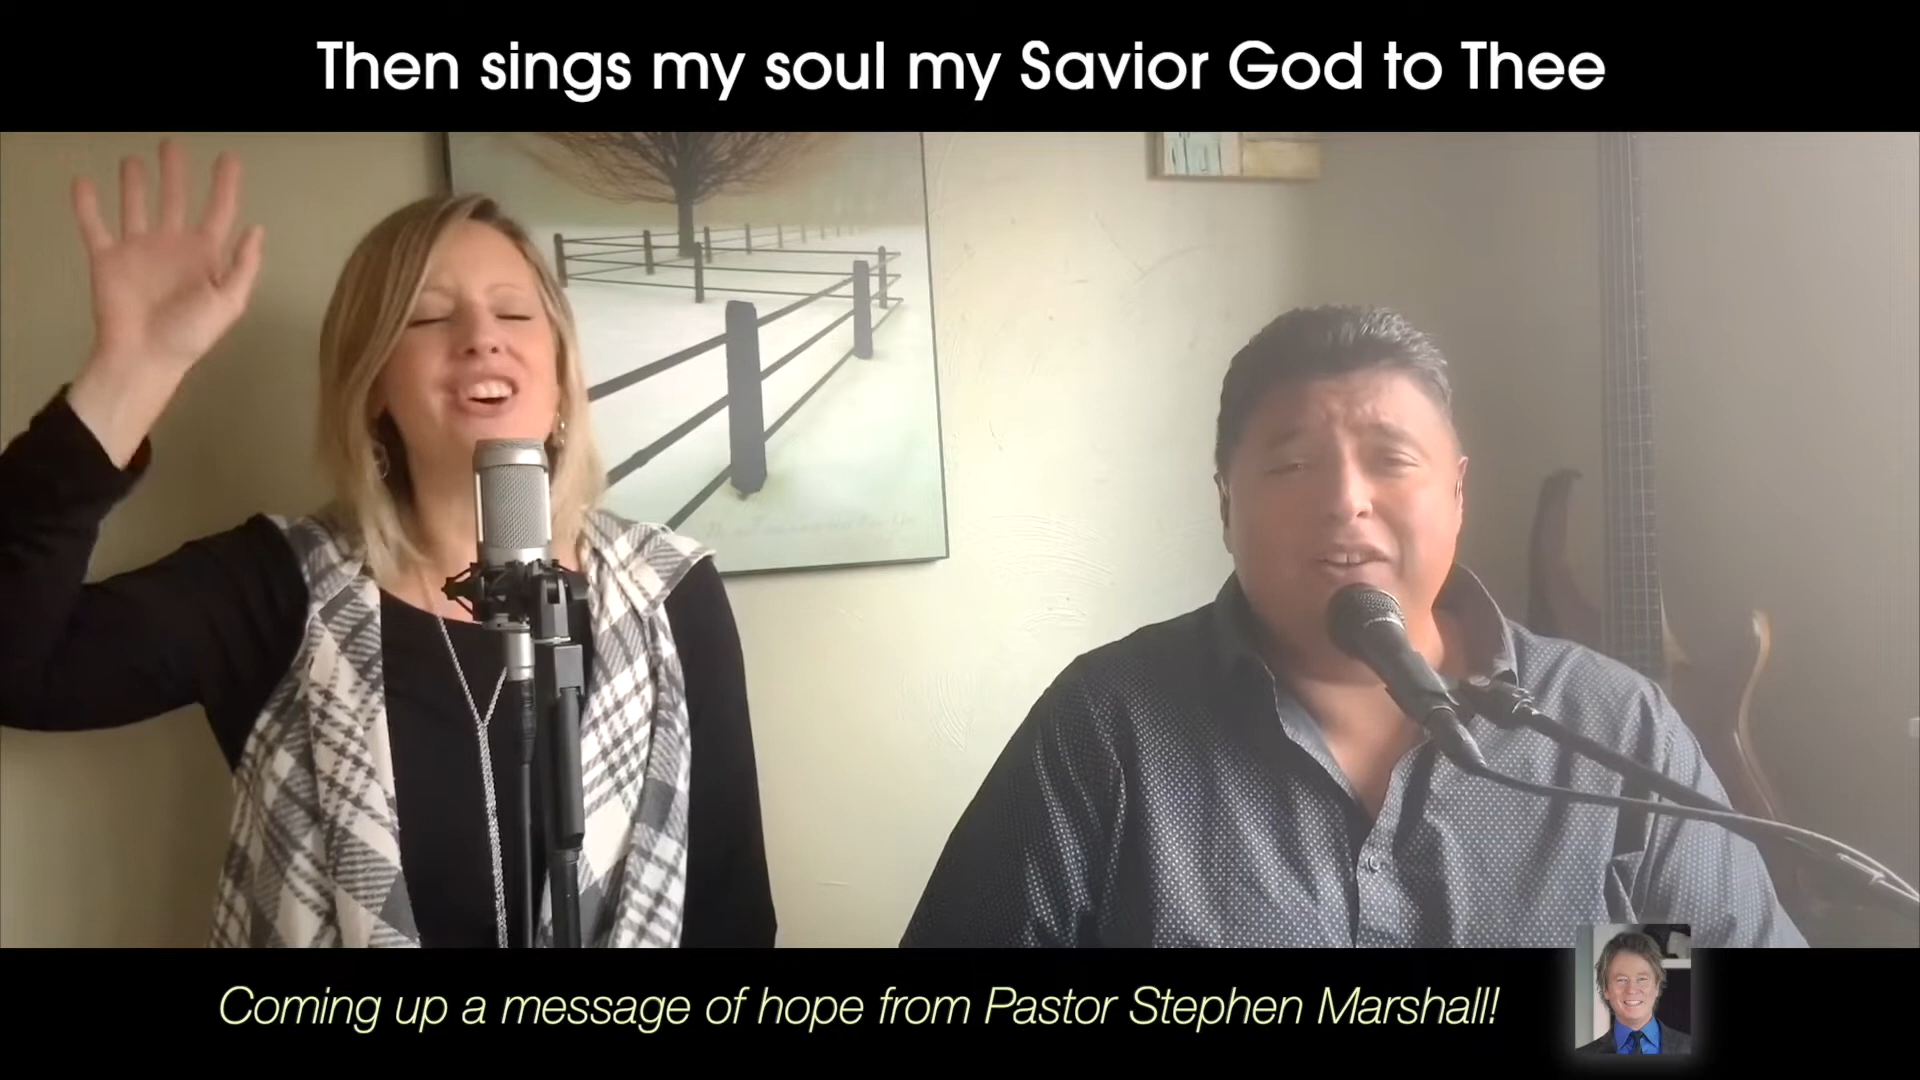 Then sings my soul my Savior God to Thee
Coming up a message of hope from Pastor Stephen Marshall!